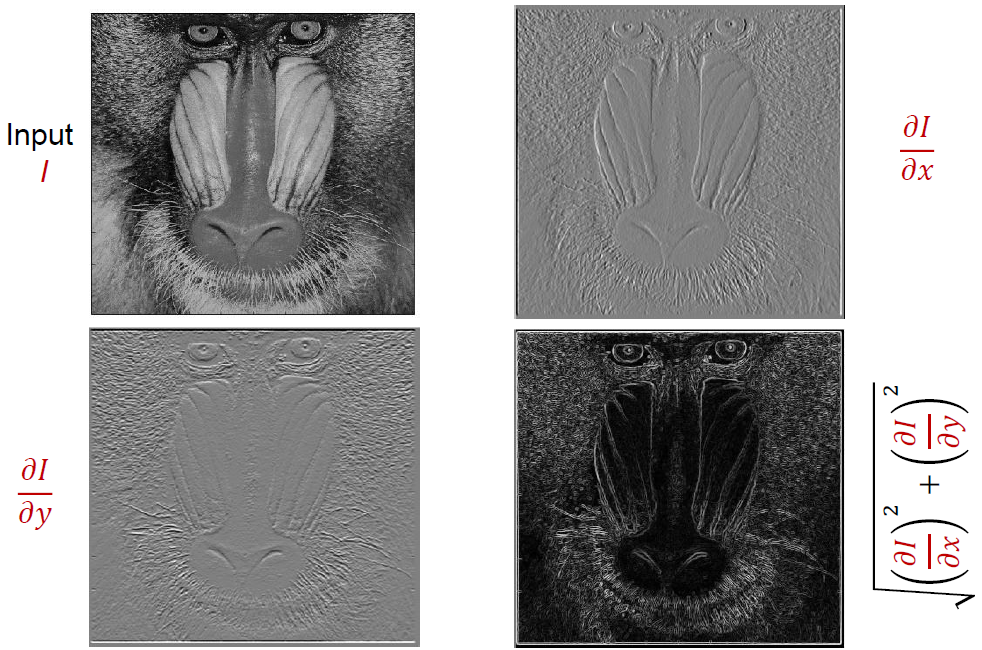 Input
I
∂I
∂x
∂I
∂y
√((∂I/∂x)² + (∂I/∂y)²)